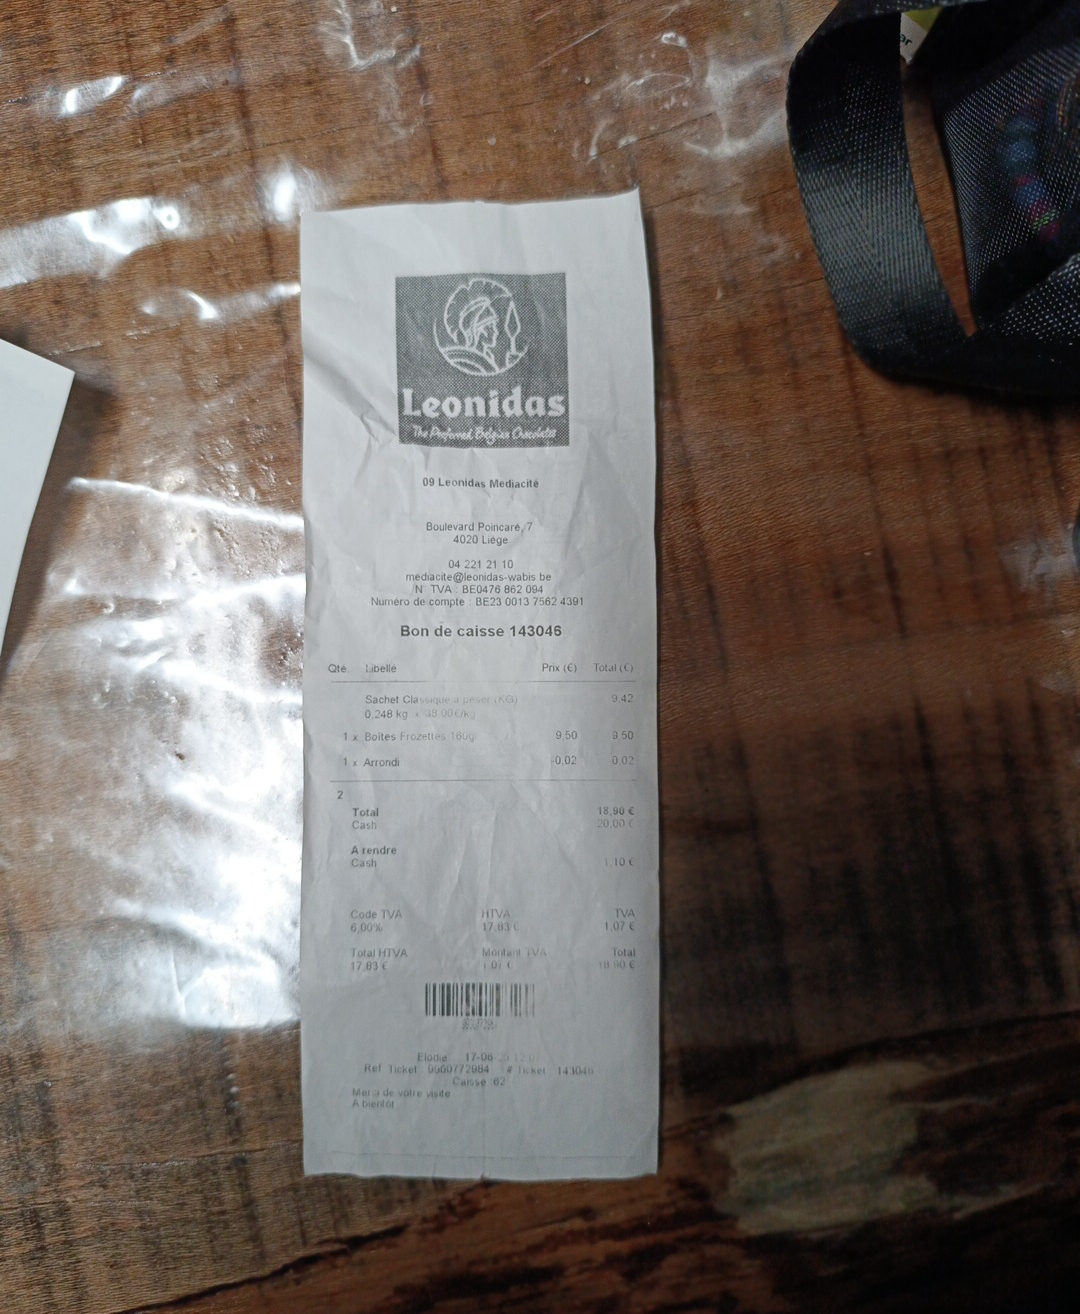 Leonidas
The Preferred Belgian Chocolates
09 Leonidas Mediacité
Boulevard Poincaré, 7
4020 Liège
04 221 21 10
mediacite@leonidas-wabis be
N° TVA : BE0476 862 094
Numéro de compte : BE23 0013 7562 4391
Bon de caisse 143046
Qté. Libelle Prix (€) Total (€)
Sachet Classique à peser (KG) 9.42
0,248 kg x 38.00€/kg
1 x Boites Frozettes 160g 9,50 9.50
1 x Arrondi -0,02 -0.02
2
Total 18,90 €
Cash 20,00 €
A rendre
Cash 1,10 €
Code TVA HTVA TVA
6,00% 17,83 € 1,07 €
Total HTVA Montant TVA Total
17,83 € 1,07 € 18,90 €
Elodie 17-06
Ref Ticket # Ticket 143046
Caisse 62
Merci de votre visite
A bientôt